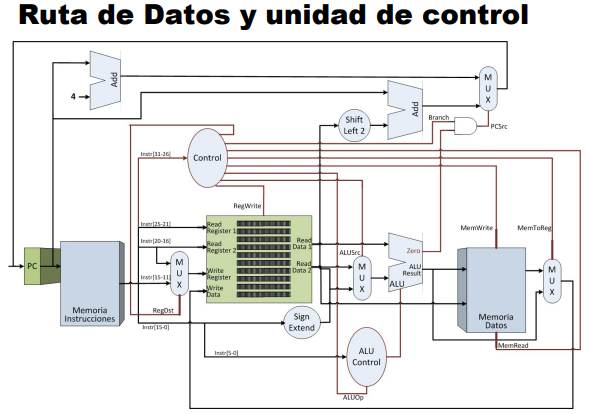 Ruta de Datos y unidad de control
Add
4
M
U
X
Add
Shift
Left 2
Branch
PCSrc
Instr[31-26]
Control
RegWrite
MemWrite
MemToReg
Instr[25-21]
Read
Register 1
Read
Data 1
Instr[20-16]
Read
Register 2
Read
Data 2
ALUSrc
Zero
ALU
Result
ALU
PC
M
U
X
Write
Register
Write
Data
M
U
X
M
U
X
Instr[15-11]
RegDst
Memoria
Instrucciones
Sign
Extend
Memoria
Datos
Instr[15-0]
MemRead
Instr[5-0]
ALU
Control
ALUOp